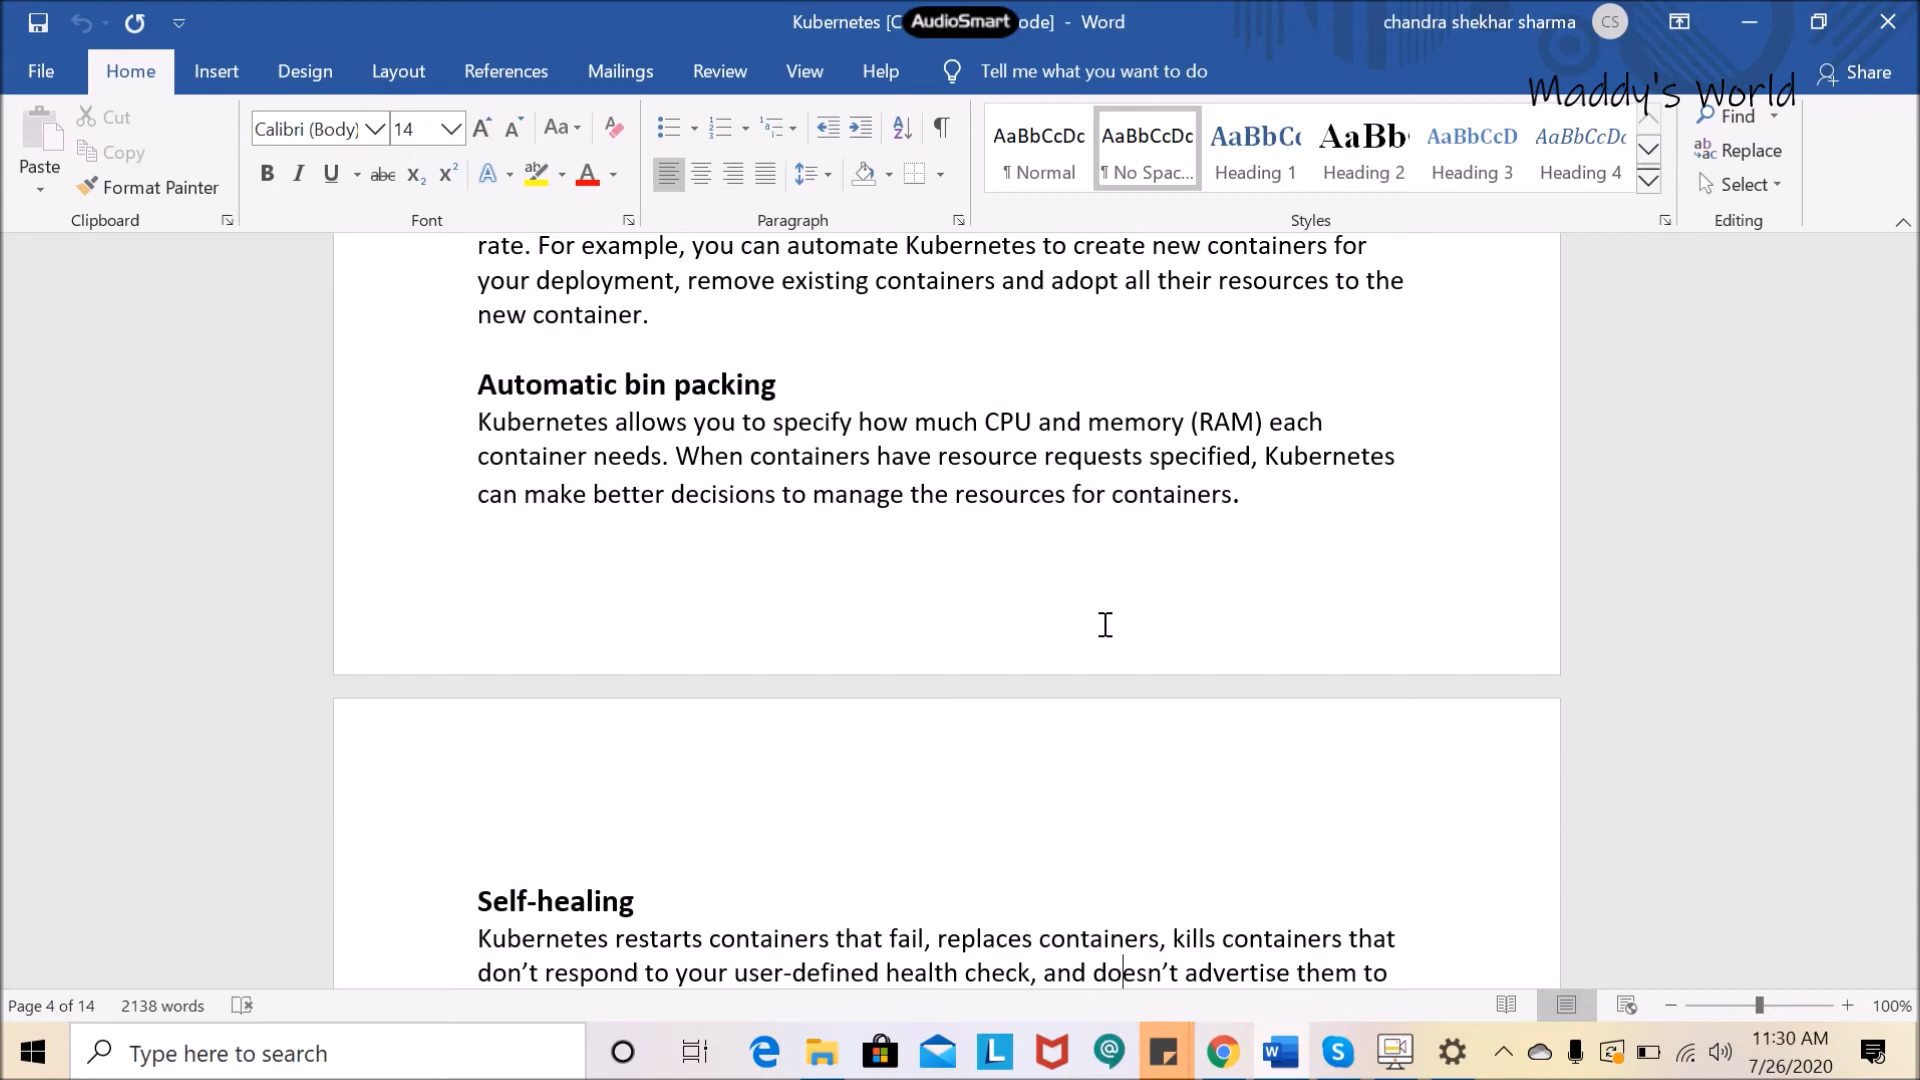 Kubernetes [C AudioSmart ode] - Word
chandra shekhar sharma CS
File Home Insert Design Layout References Mailings Review View Help Tell me what you want to do Share
Maddy's World
Paste Cut Copy Format Painter
Calibri (Body) 14
AaBbCcDc AaBbCcDc AaBbCc AaBb AaBbCcD AaBbCcDc
¶ Normal ¶ No Spac... Heading 1 Heading 2 Heading 3 Heading 4
Find
Replace
Select
Clipboard Font Paragraph Styles Editing
rate. For example, you can automate Kubernetes to create new containers for
your deployment, remove existing containers and adopt all their resources to the
new container.
Automatic bin packing
Kubernetes allows you to specify how much CPU and memory (RAM) each
container needs. When containers have resource requests specified, Kubernetes
can make better decisions to manage the resources for containers.
Self-healing
Kubernetes restarts containers that fail, replaces containers, kills containers that
don’t respond to your user-defined health check, and doesn’t advertise them to
Page 4 of 14 2138 words 100%
Type here to search
11:30 AM
7/26/2020